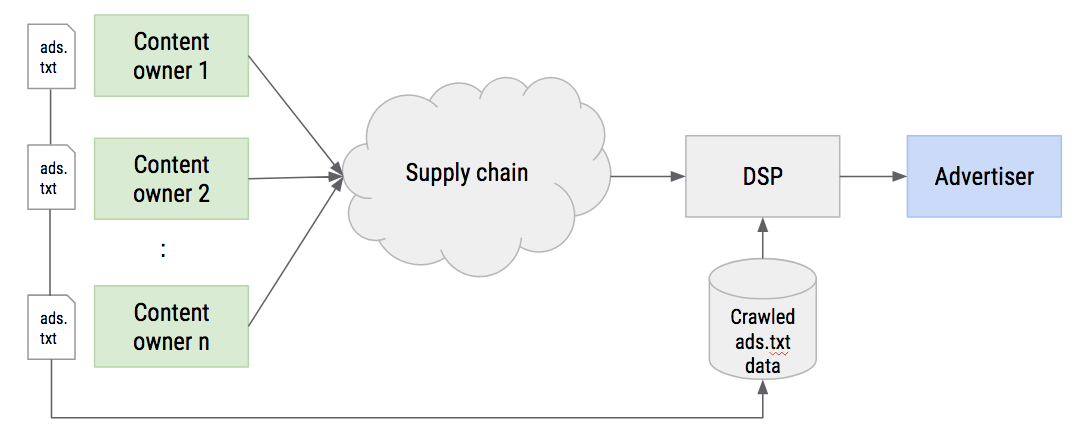 ads.
txt
Content
owner 1
ads.
txt
Content
owner 2
:
ads.
txt
Content
owner n
Supply chain
DSP
Advertiser
Crawled
ads.txt
data